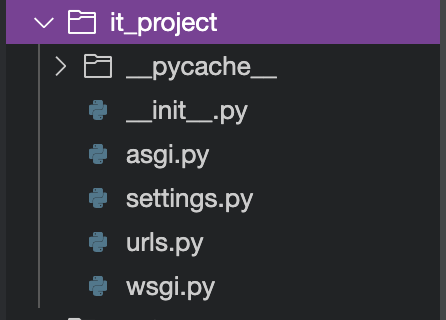 it_project
__pycache__
__init__.py
asgi.py
settings.py
urls.py
wsgi.py